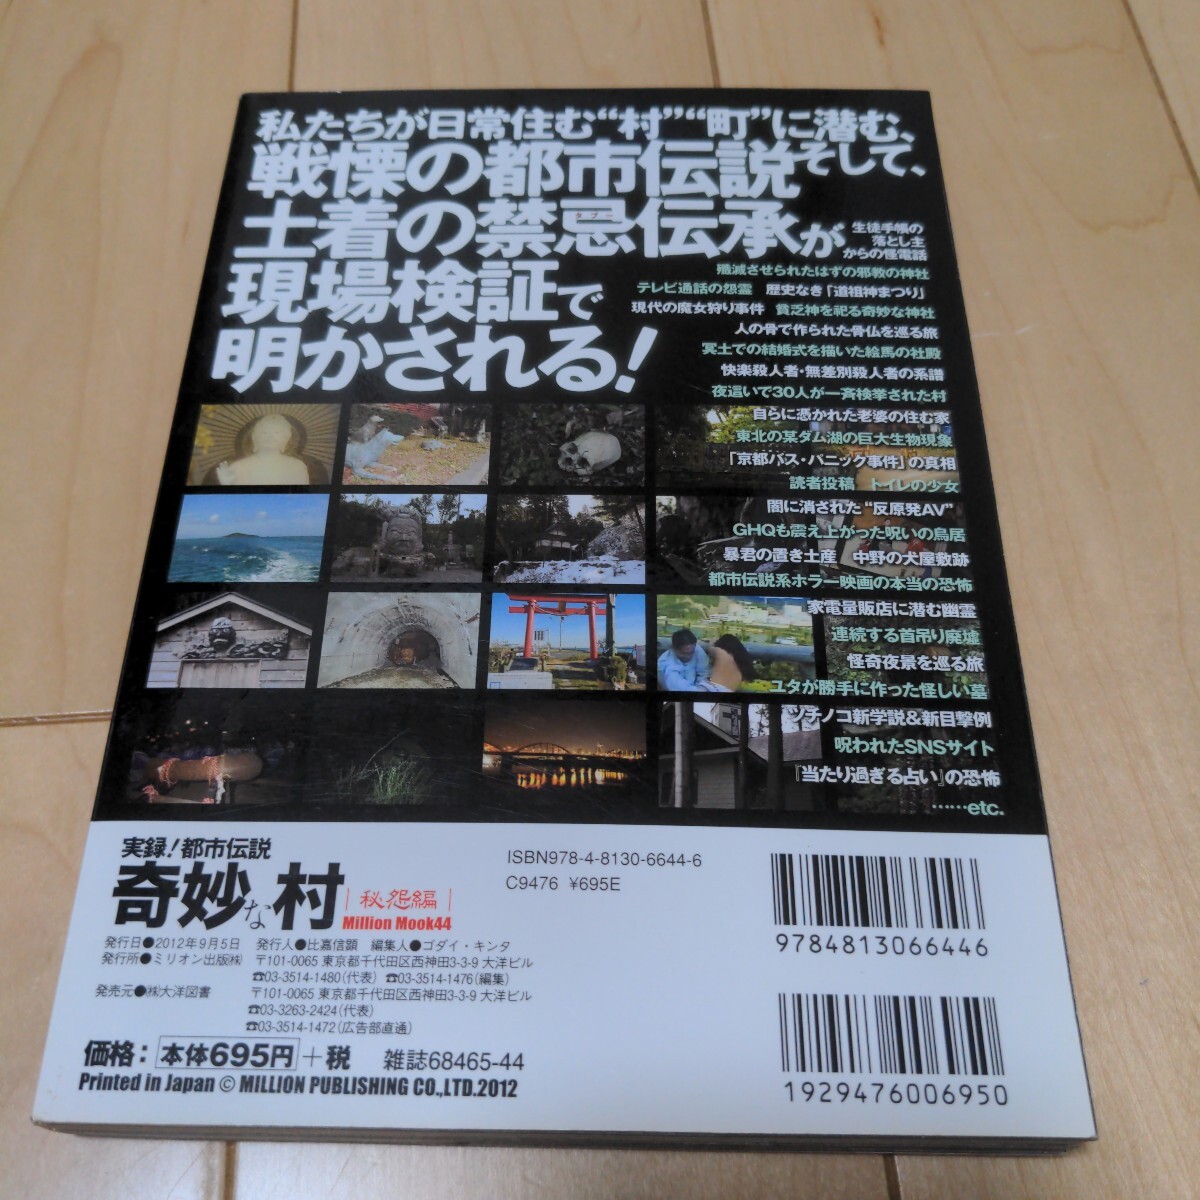 私たちが日常住む“村”“町”に潜む、
戦慄の都市伝説そして、
土着の禁忌伝承が
タブー
現場検証で
明かされる!
生徒手帳の
落とし主
からの怪電話
殲滅させられたはずの邪教の神社
テレビ通話の怨霊 歴史なき「道祖神まつり」
現代の魔女狩り事件 貧乏神を祀る奇妙な神社
人の骨で作られた骨仏を巡る旅
冥土での結婚式を描いた絵馬の社殿
快楽殺人者・無差別殺人者の系譜
夜這いで30人が一斉検挙された村
自らに憑かれた老婆の住む家
東北の某ダム湖の巨大生物現象
「京都バス・パニック事件」の真相
読者投稿 トイレの少女
闇に消された“反原発AV”
GHQも震え上がった呪いの鳥居
暴君の置き土産 中野の犬屋敷跡
都市伝説系ホラー映画の本当の恐怖
家電量販店に潜む幽霊
連続する首吊り廃墟
怪奇夜景を巡る旅
ユタが勝手に作った怪しい墓
ツチノコ新学説&新目撃例
呪われたSNSサイト
『当たり過ぎる占い』の恐怖
……etc.
実録!都市伝説
奇妙な村
秘怨編
Million Mook44
ISBN978-4-8130-6644-6
C9476 ¥695E
発行日●2012年9月5日 発行人●比嘉信顕 編集人●ゴダイ・キンタ
発行所●ミリオン出版㈱ 〒101-0065 東京都千代田区西神田3-3-9 大洋ビル
☎03-3514-1480(代表) ☎03-3514-1476(編集)
発売元●㈱大洋図書 〒101-0065 東京都千代田区西神田3-3-9 大洋ビル
☎03-3263-2424(代表)
☎03-3514-1472(広告部直通)
価格: 本体695円+税 雑誌68465-44
Printed in Japan © MILLION PUBLISHING CO.,LTD.2012
9784813066446
1929476006950